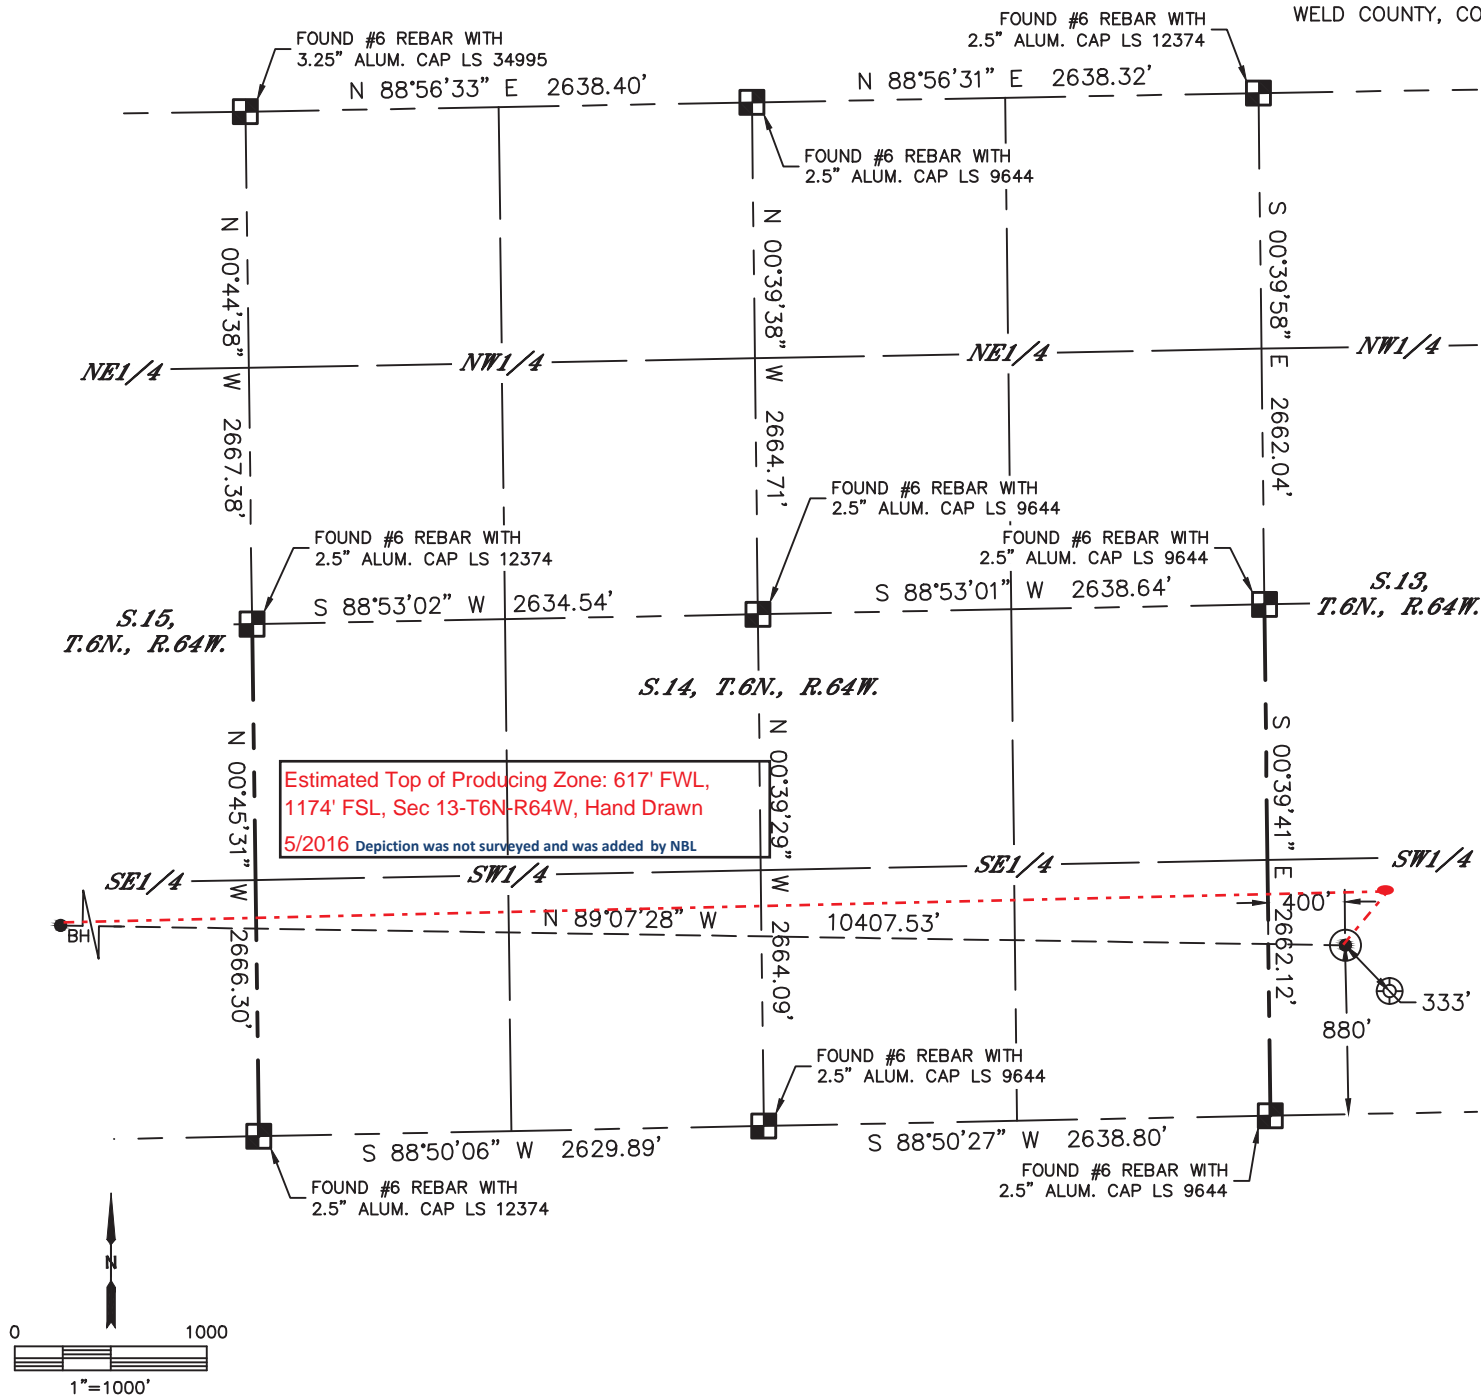 WELD COUNTY, CO
FOUND #6 REBAR WITH
2.5" ALUM. CAP LS 12374
FOUND #6 REBAR WITH
3.25" ALUM. CAP LS 34995
N 88°56'33" E 2638.40'
N 88°56'31" E 2638.32'
FOUND #6 REBAR WITH
2.5" ALUM. CAP LS 9644
N 00°44'38" W 2667.38'
N 00°39'38" W 2664.71'
S 00°39'58" E 2662.04'
NE1/4
NW1/4
NE1/4
NW1/4
FOUND #6 REBAR WITH
2.5" ALUM. CAP LS 9644
FOUND #6 REBAR WITH
2.5" ALUM. CAP LS 12374
FOUND #6 REBAR WITH
2.5" ALUM. CAP LS 9644
S 88°53'02" W 2634.54'
S 88°53'01" W 2638.64'
S.15,
T.6N., R.64W.
S.13,
T.6N., R.64W.
S.14, T.6N., R.64W.
N 00°45'31" W 2666.30'
N 00°39'29" W 2664.09'
S 00°39'41" E 2662.12'
Estimated Top of Producing Zone: 617' FWL,
1174' FSL, Sec 13-T6N-R64W, Hand Drawn
5/2016 Depiction was not surveyed and was added by NBL
SE1/4
SW1/4
SE1/4
SW1/4
400'
BH
N 89°07'28" W 10407.53'
333'
880'
FOUND #6 REBAR WITH
2.5" ALUM. CAP LS 9644
S 88°50'06" W 2629.89'
S 88°50'27" W 2638.80'
FOUND #6 REBAR WITH
2.5" ALUM. CAP LS 9644
FOUND #6 REBAR WITH
2.5" ALUM. CAP LS 12374
N
0 1000
1"=1000'